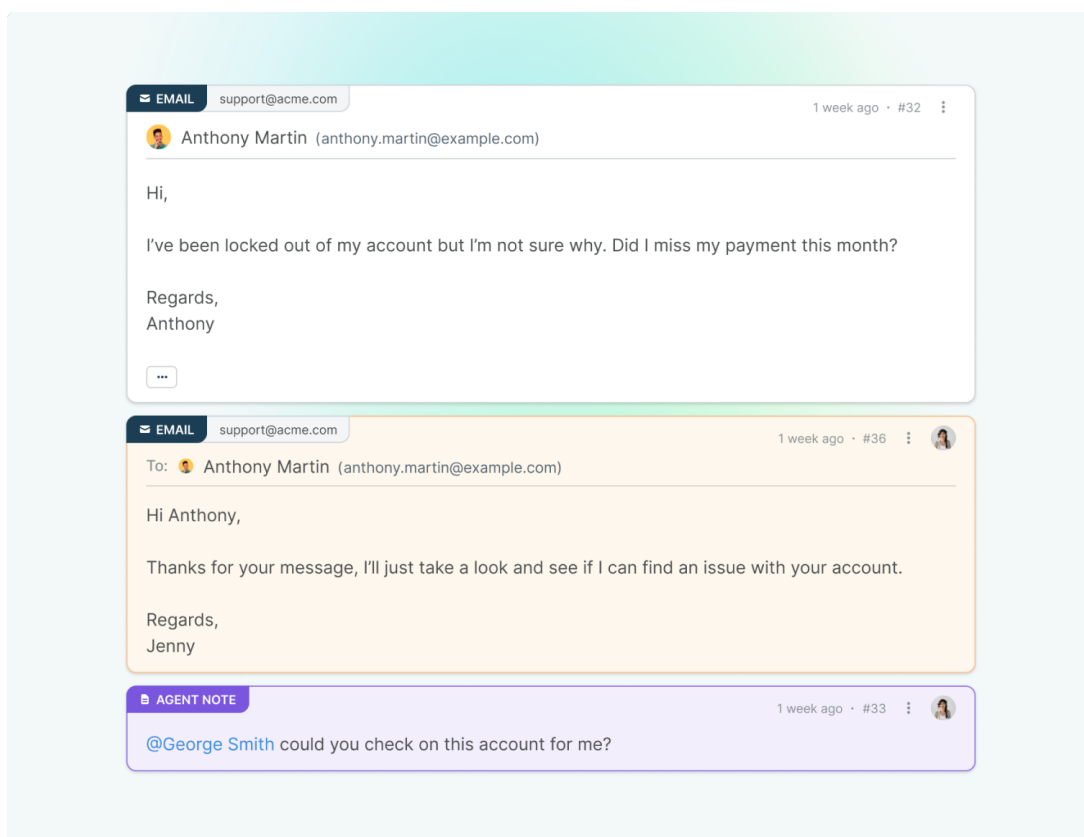 EMAIL support@acme.com
1 week ago · #32
Anthony Martin (anthony.martin@example.com)
Hi,
I’ve been locked out of my account but I’m not sure why. Did I miss my payment this month?
Regards,
Anthony
EMAIL support@acme.com
1 week ago · #36
To: Anthony Martin (anthony.martin@example.com)
Hi Anthony,
Thanks for your message, I’ll just take a look and see if I can find an issue with your account.
Regards,
Jenny
AGENT NOTE
1 week ago · #33
@George Smith could you check on this account for me?